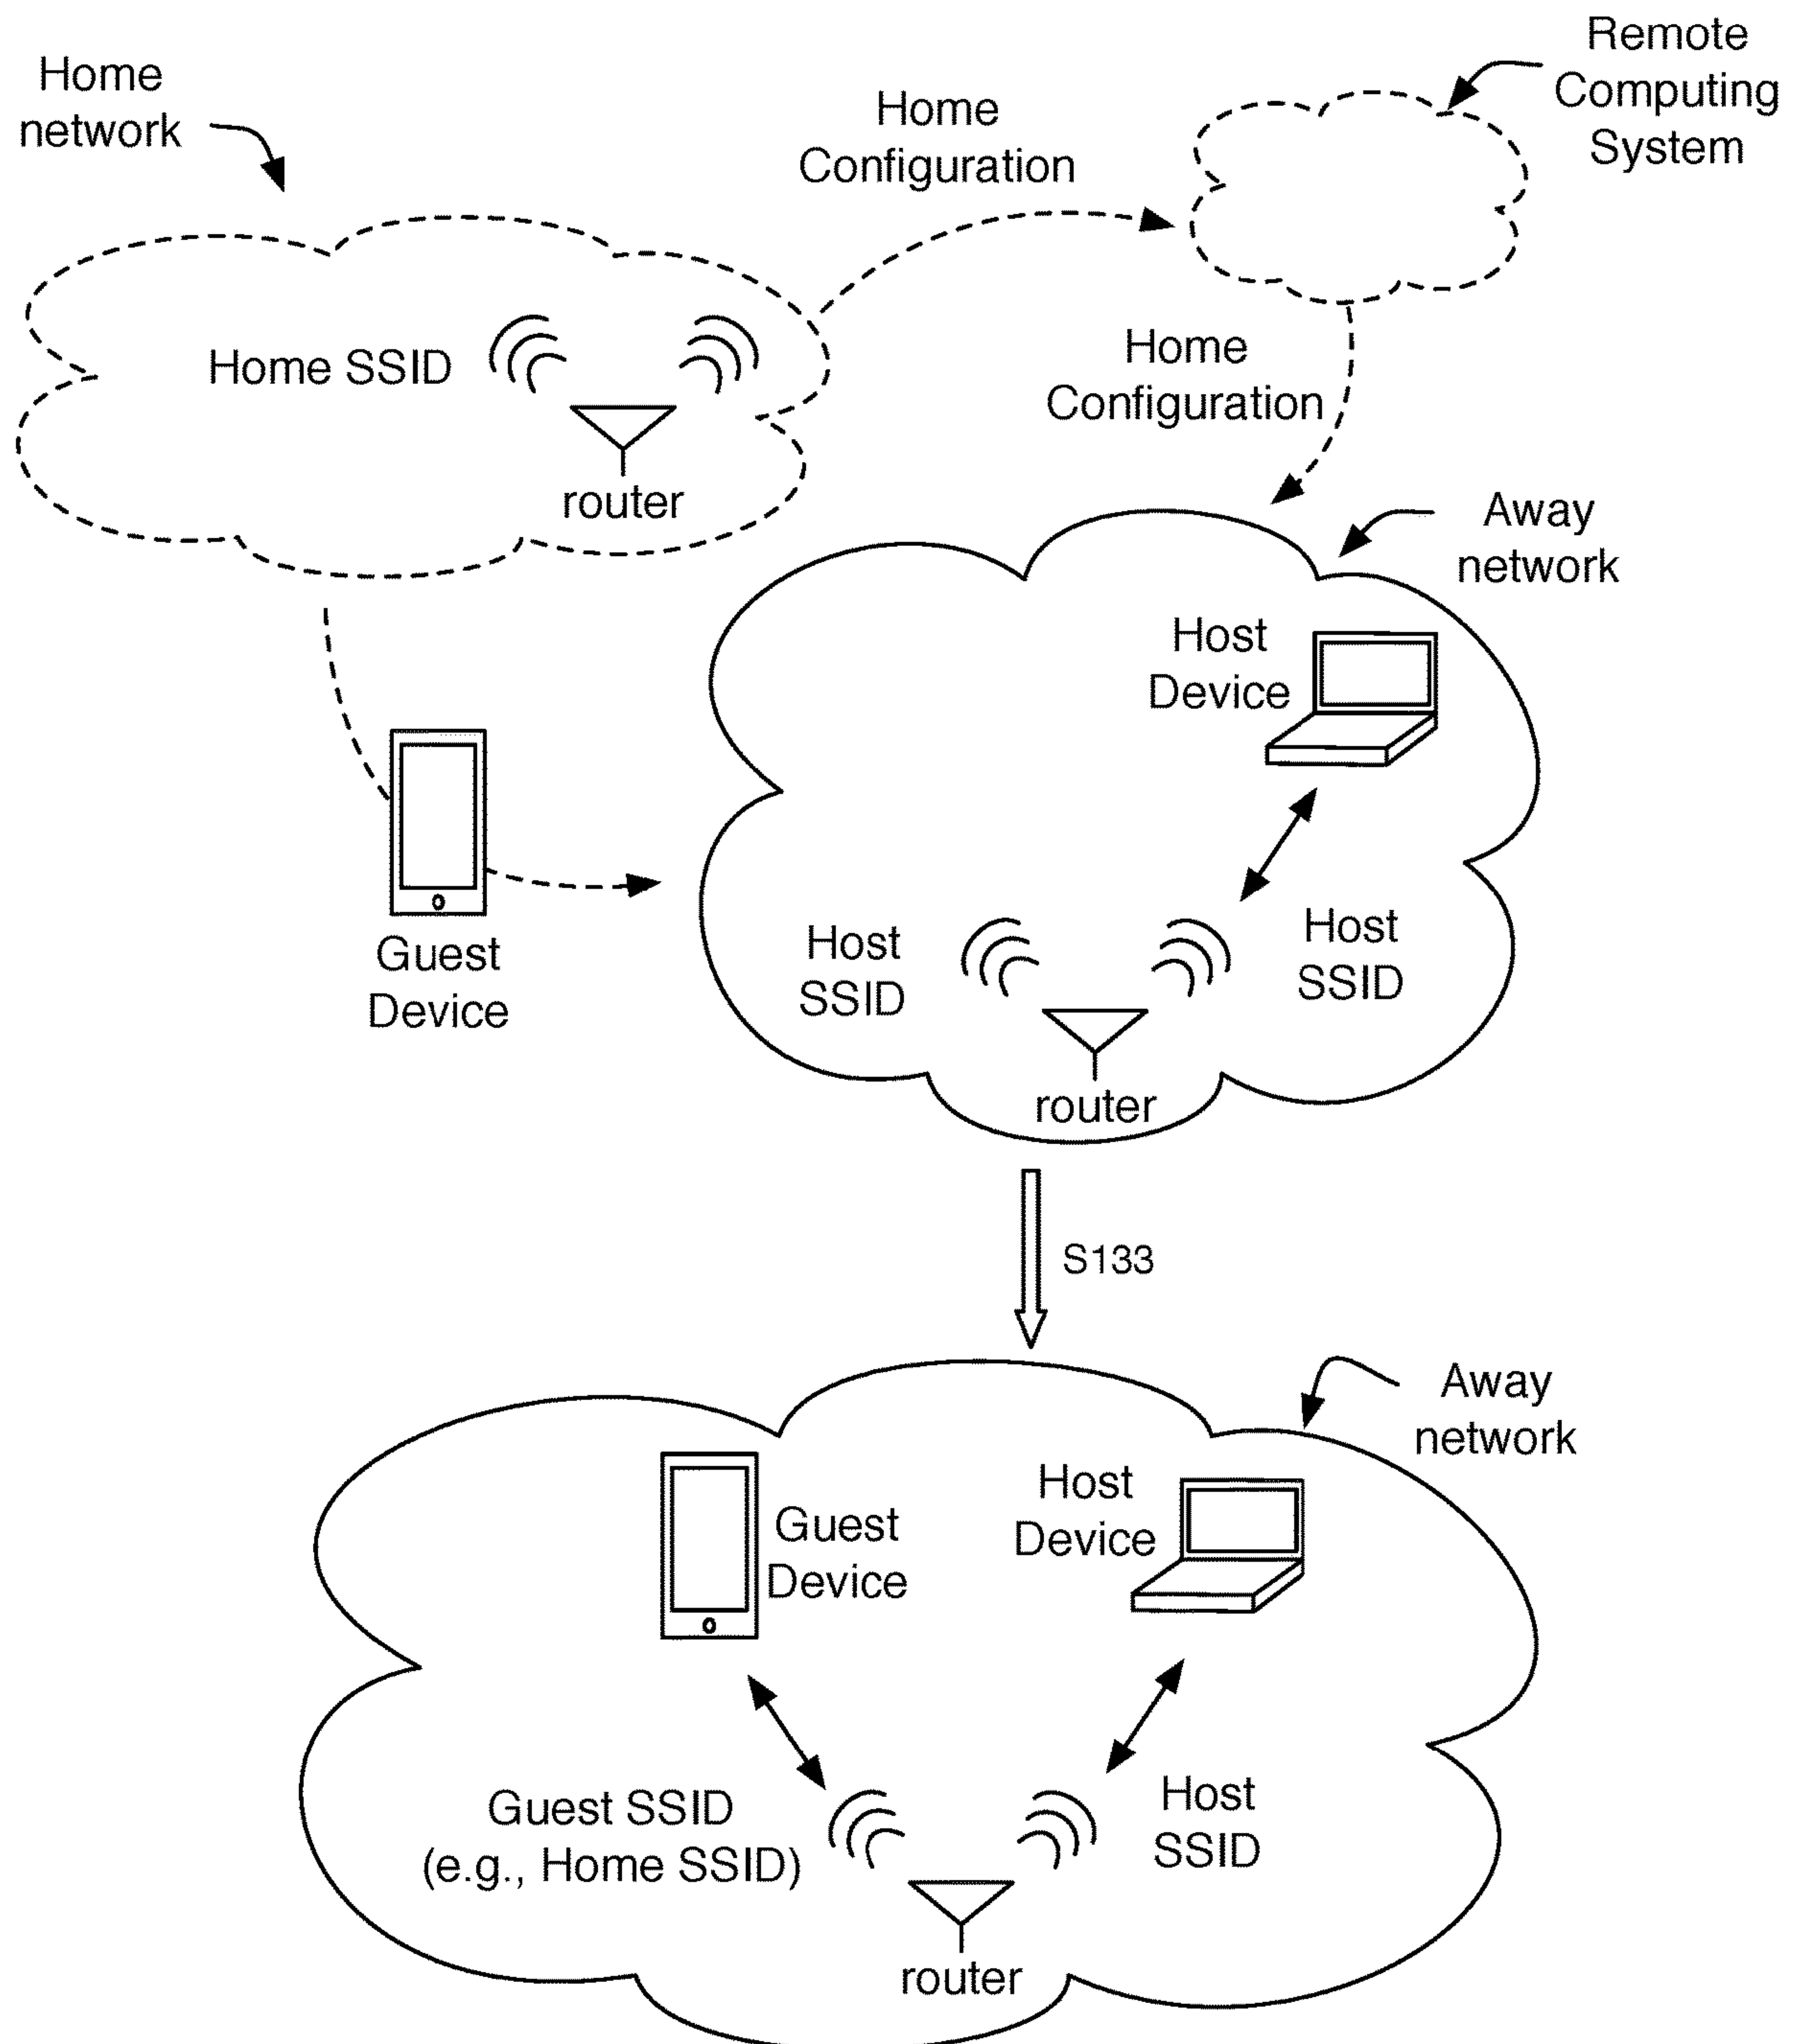 Remote
Computing
System
Home
network
Home
Configuration
Home SSID
router
Home
Configuration
Away
network
Host
Device
Host
SSID
Host
SSID
Guest
Device
router
S133
Away
network
Guest
Device
Host
Device
Guest SSID
(e.g., Home SSID)
Host
SSID
router